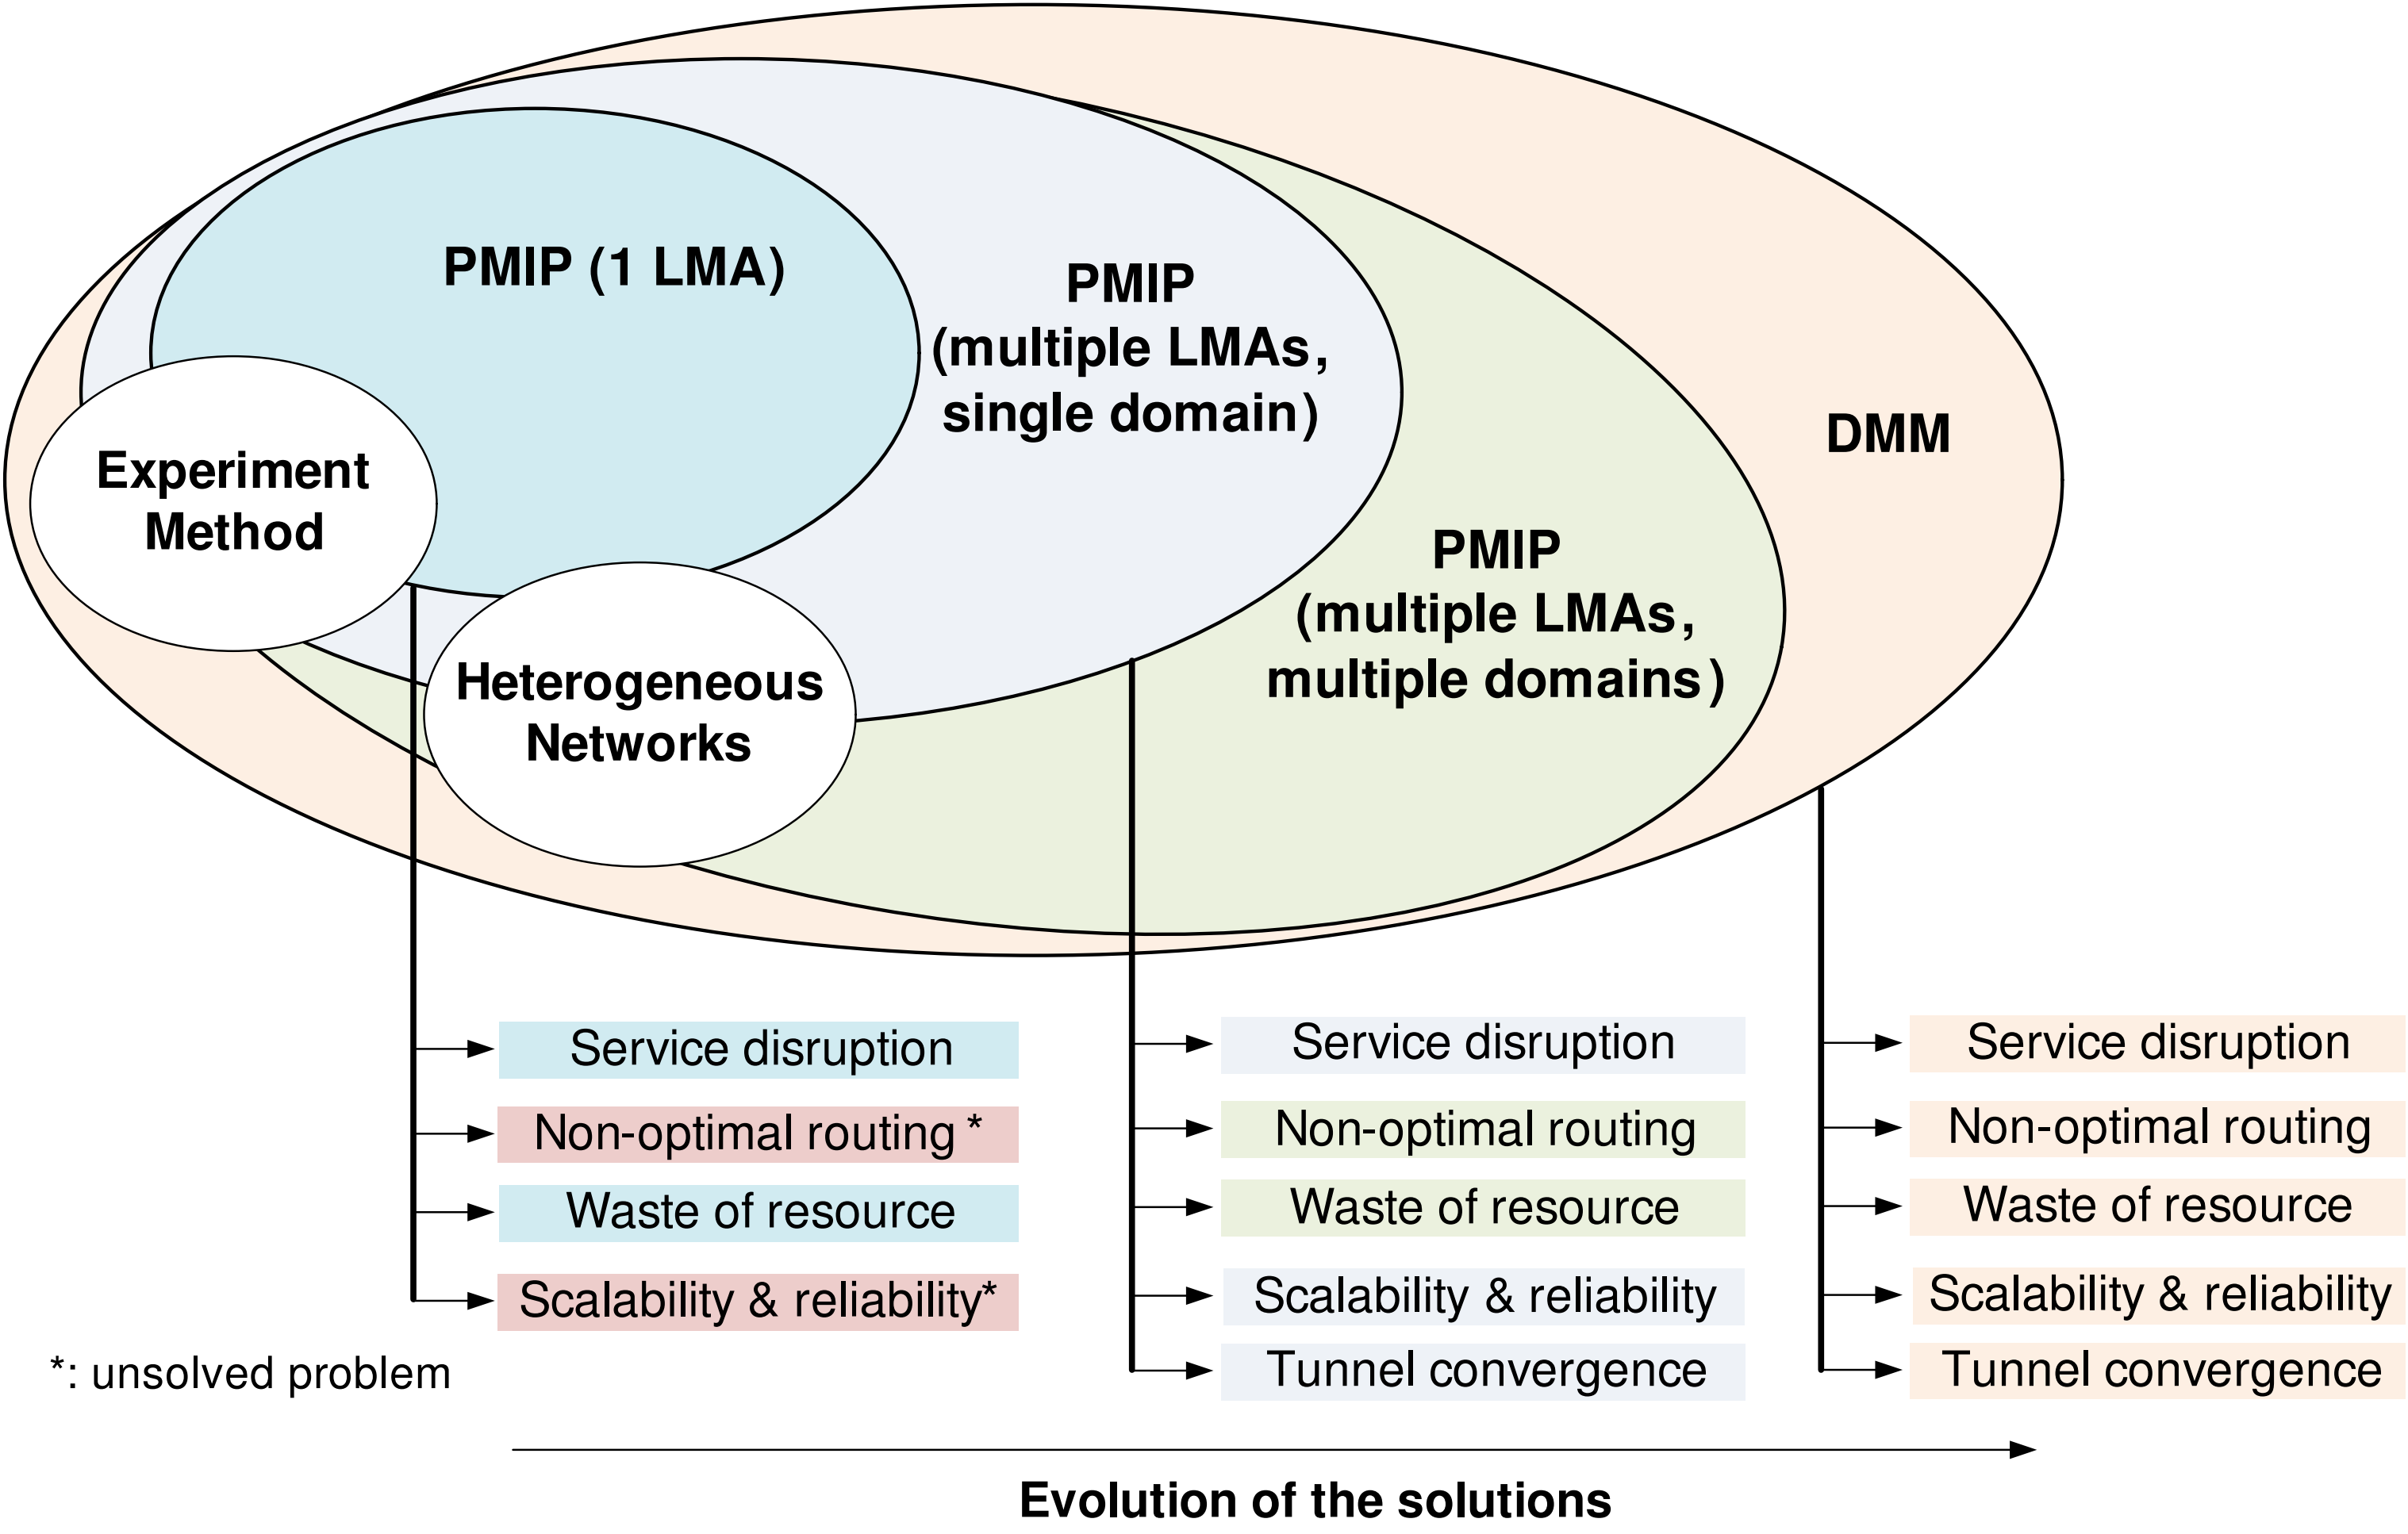 PMIP (1 LMA)
PMIP
(multiple LMAs,
single domain)
DMM
Experiment
Method
PMIP
(multiple LMAs,
multiple domains)
Heterogeneous
Networks
Service disruption
Non-optimal routing *
Waste of resource
Scalability & reliability*
Service disruption
Non-optimal routing
Waste of resource
Scalability & reliability
Tunnel convergence
Service disruption
Non-optimal routing
Waste of resource
Scalability & reliability
Tunnel convergence
*: unsolved problem
Evolution of the solutions